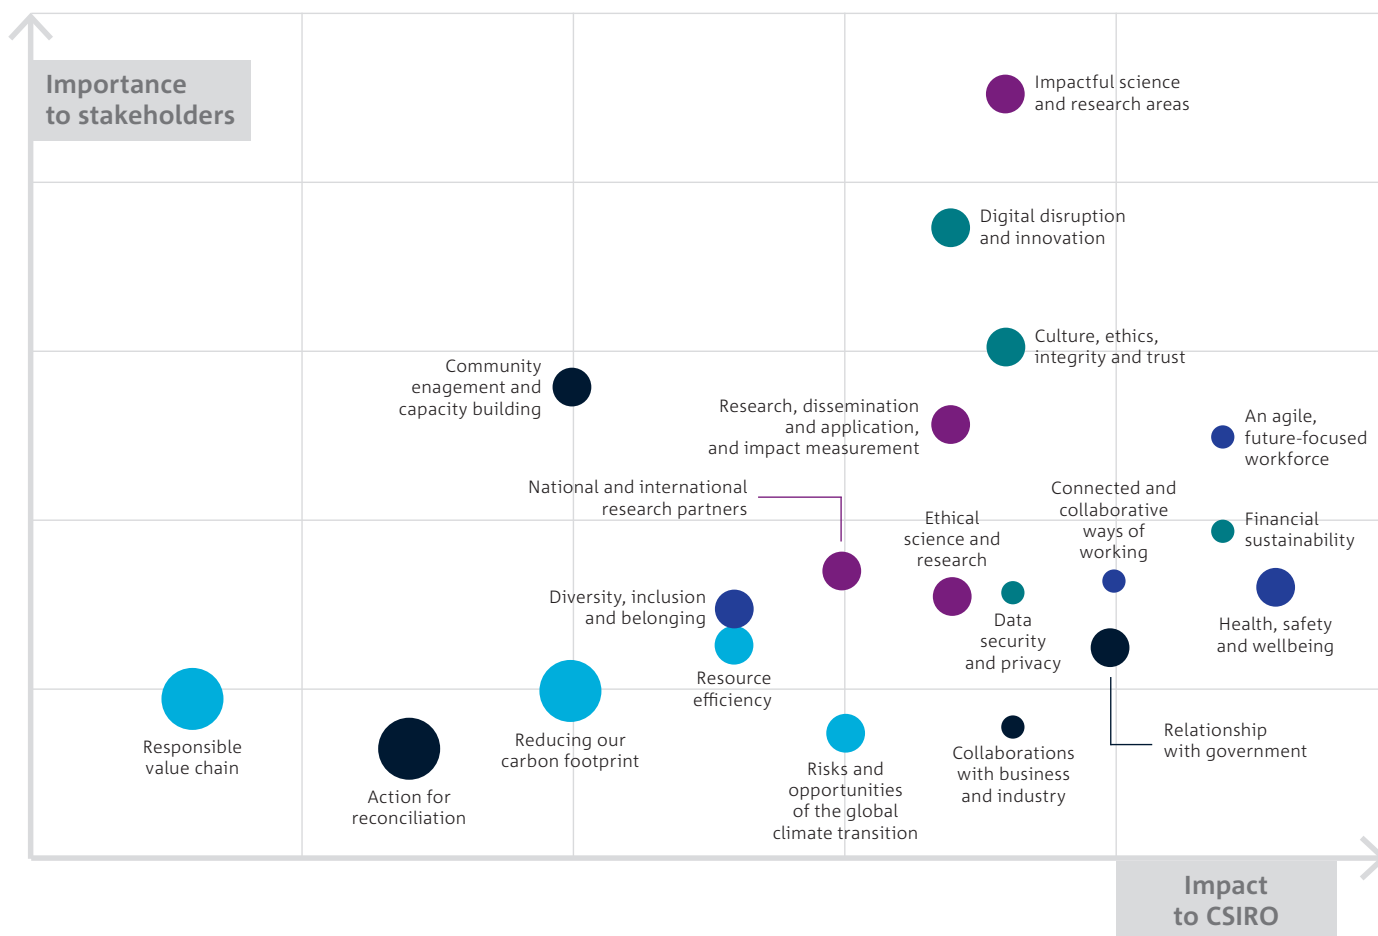 Importance
to stakeholders
Impactful science
and research areas
Digital disruption
and innovation
Culture, ethics,
integrity and trust
Community
enagement and
capacity building
Research, dissemination
and application,
and impact measurement
An agile,
future-focused
workforce
National and international
research partners
Connected and
collaborative
ways of
working
Ethical
science and
research
Financial
sustainability
Diversity, inclusion
and belonging
Data
security
and privacy
Health, safety
and wellbeing
Resource
efficiency
Responsible
value chain
Action for
reconciliation
Reducing our
carbon footprint
Risks and
opportunities
of the global
climate transition
Collaborations
with business
and industry
Relationship
with government
Impact
to CSIRO